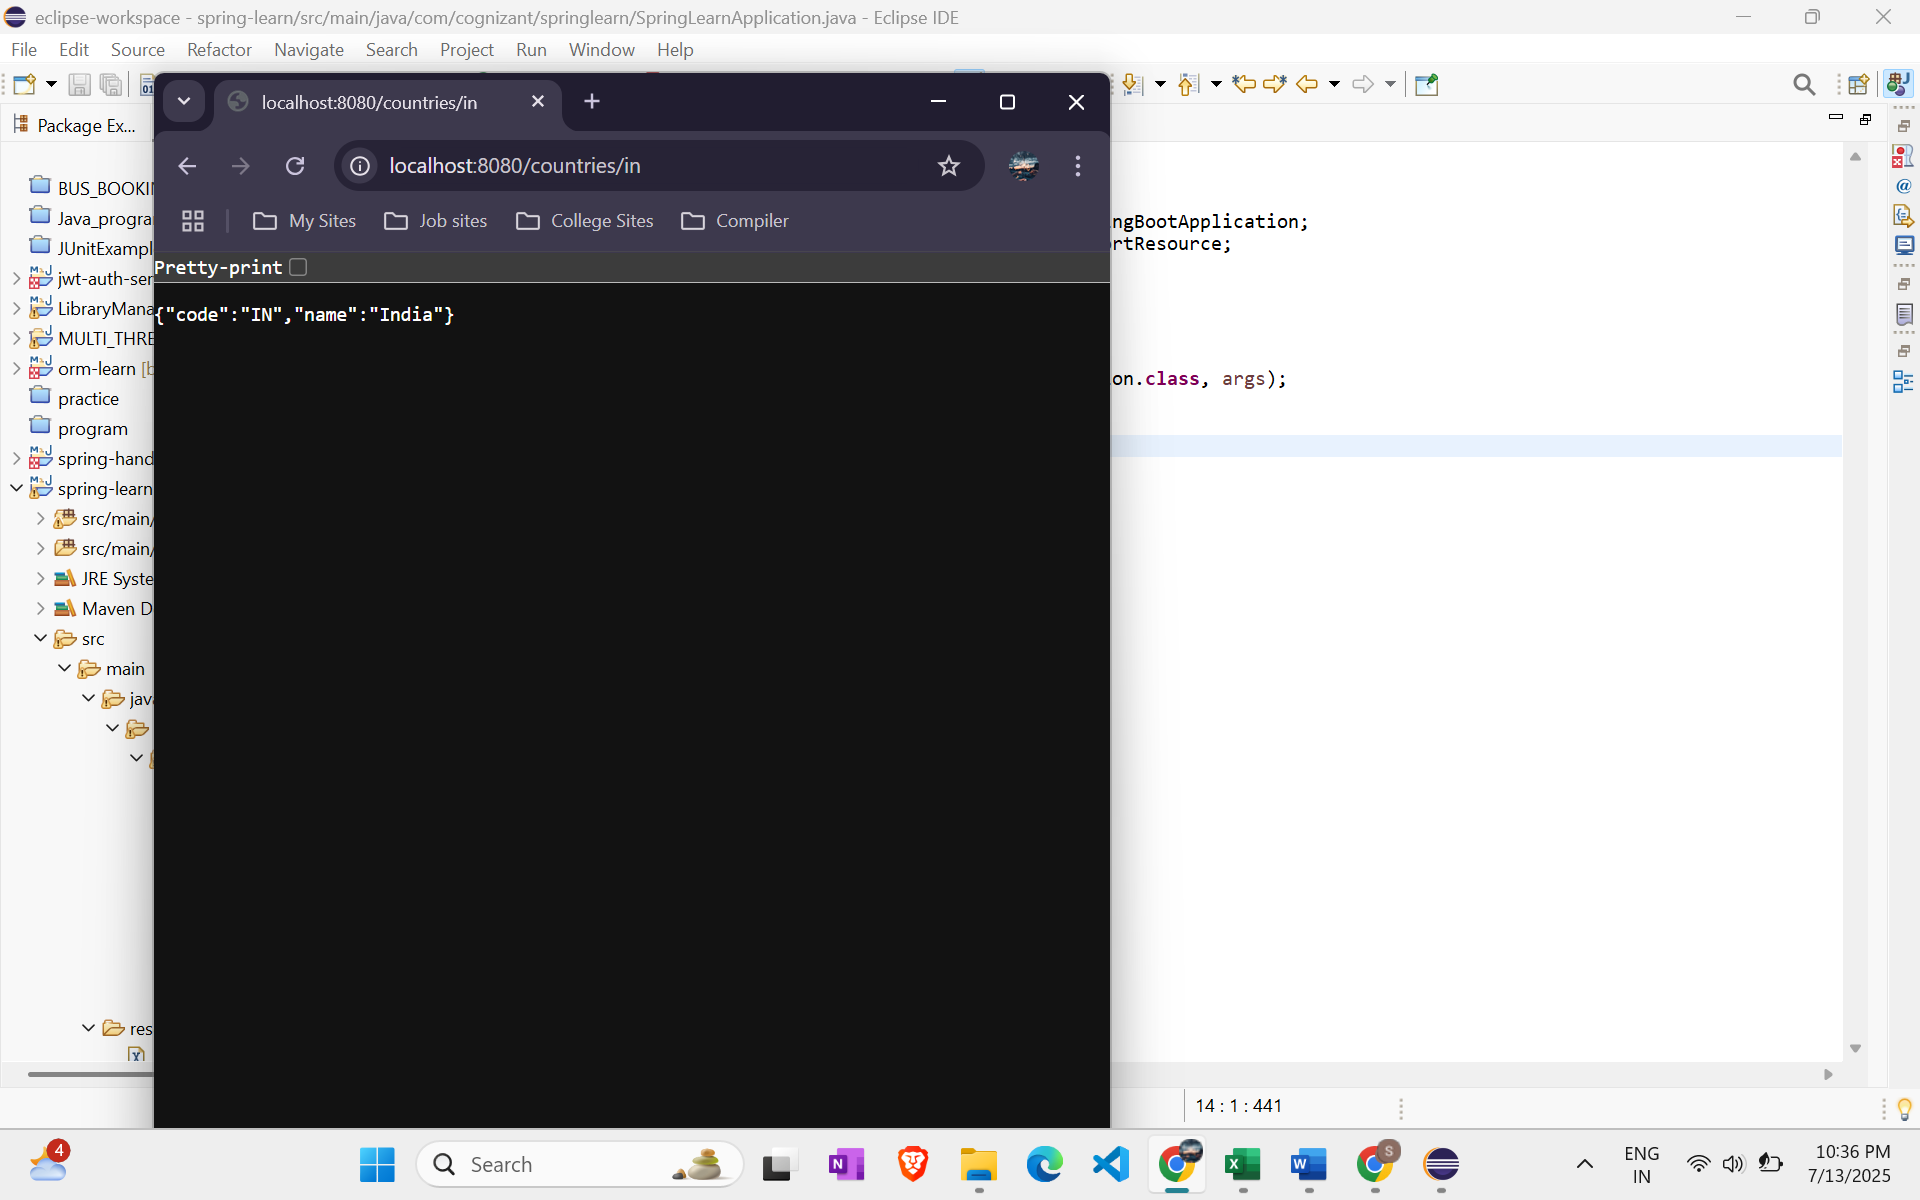 eclipse-workspace - spring-learn/src/main/java/com/cognizant/springlearn/SpringLearnApplication.java - Eclipse IDE
File Edit Source Refactor Navigate Search Project Run Window Help
Package Ex...
BUS_BOOKIN
Java_progra
JUnitExampl
jwt-auth-ser
LibraryMana
MULTI_THRE
orm-learn [b
practice
program
spring-hand
spring-learn
src/main/
src/main/
JRE Syste
Maven D
src
main
java
res
localhost:8080/countries/in
localhost:8080/countries/in
My Sites Job sites College Sites Compiler
Pretty-print
{"code":"IN","name":"India"}
ngBootApplication;
rtResource;
on.class, args);
14 : 1 : 441
4
Search
ENG
IN
10:36 PM
7/13/2025